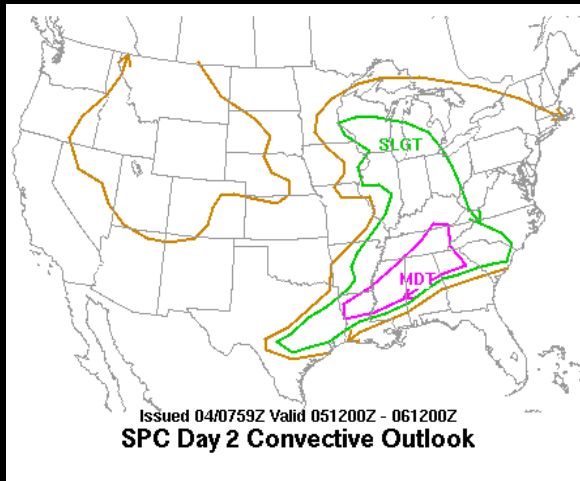 SLGT
MDT
Issued 04/0759Z Valid 051200Z - 061200Z
SPC Day 2 Convective Outlook